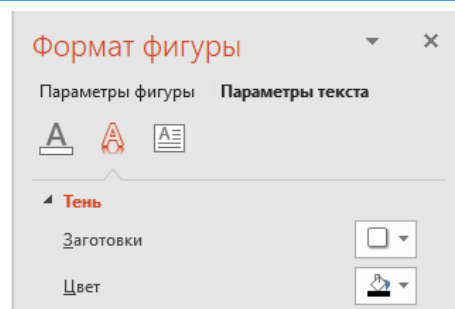 Формат фигуры
Параметры фигуры Параметры текста
Тень
Заготовки
Цвет